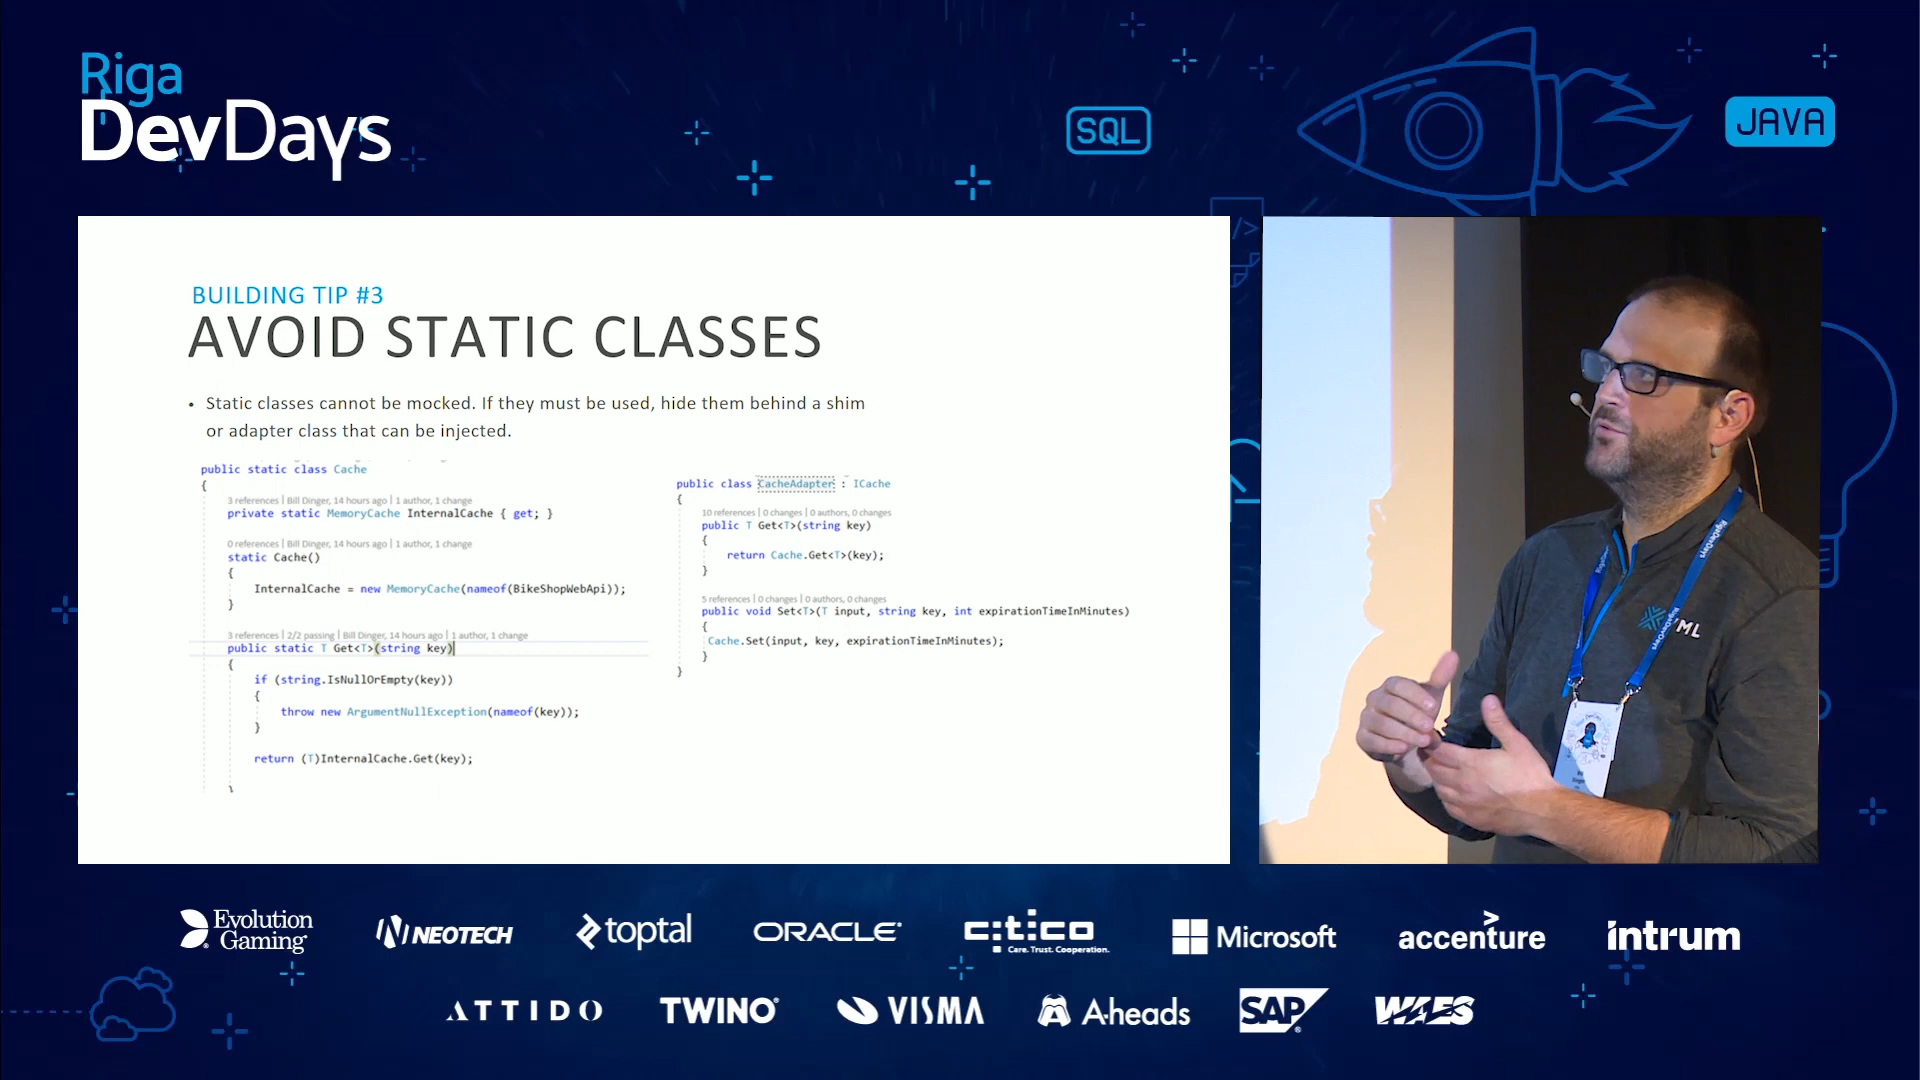 Riga
DevDays
SQL
JAVA
</>
BUILDING TIP #3
AVOID STATIC CLASSES
• Static classes cannot be mocked. If they must be used, hide them behind a shim
or adapter class that can be injected.
public static class Cache
{
3 references | Bill Dinger, 14 hours ago | 1 author, 1 change
private static MemoryCache InternalCache { get; }
0 references | Bill Dinger, 14 hours ago | 1 author, 1 change
static Cache()
{
InternalCache = new MemoryCache(nameof(BikeShopWebApi));
}
3 references | 2/2 passing | Bill Dinger, 14 hours ago | 1 author, 1 change
public static T Get<T>(string key)
{
if (string.IsNullOrEmpty(key))
{
throw new ArgumentNullException(nameof(key));
}
return (T)InternalCache.Get(key);
}
public class CacheAdapter : ICache
{
10 references | 0 changes | 0 authors, 0 changes
public T Get<T>(string key)
{
return Cache.Get<T>(key);
}
5 references | 0 changes | 0 authors, 0 changes
public void Set<T>(T input, string key, int expirationTimeInMinutes)
{
Cache.Set(input, key, expirationTimeInMinutes);
}
}
RigaDevDays
RigaDevDays
ML
Evolution
Gaming
NEOTECH
toptal
ORACLE
citico
Care. Trust. Cooperation.
Microsoft
accenture
intrum
ATTIDO
TWINO
VISMA
A-heads
SAP